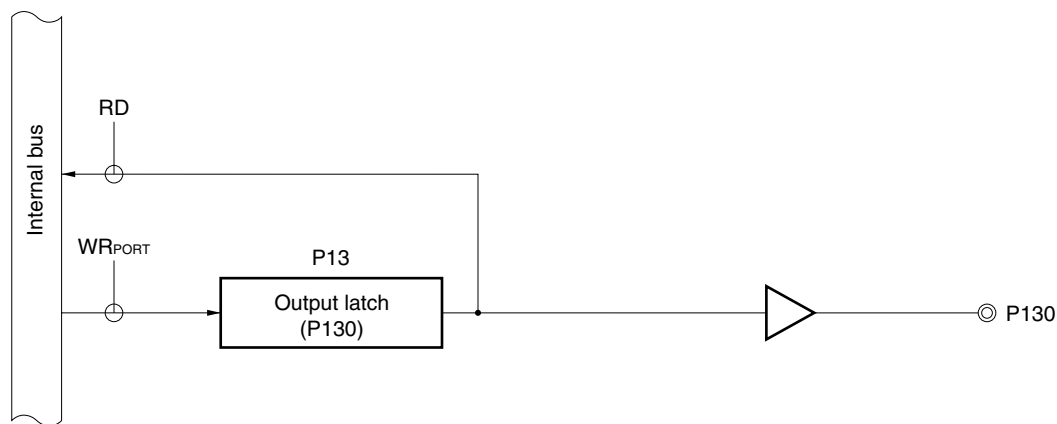 Internal bus
RD
WRPORT
P13
Output latch
(P130)
P130